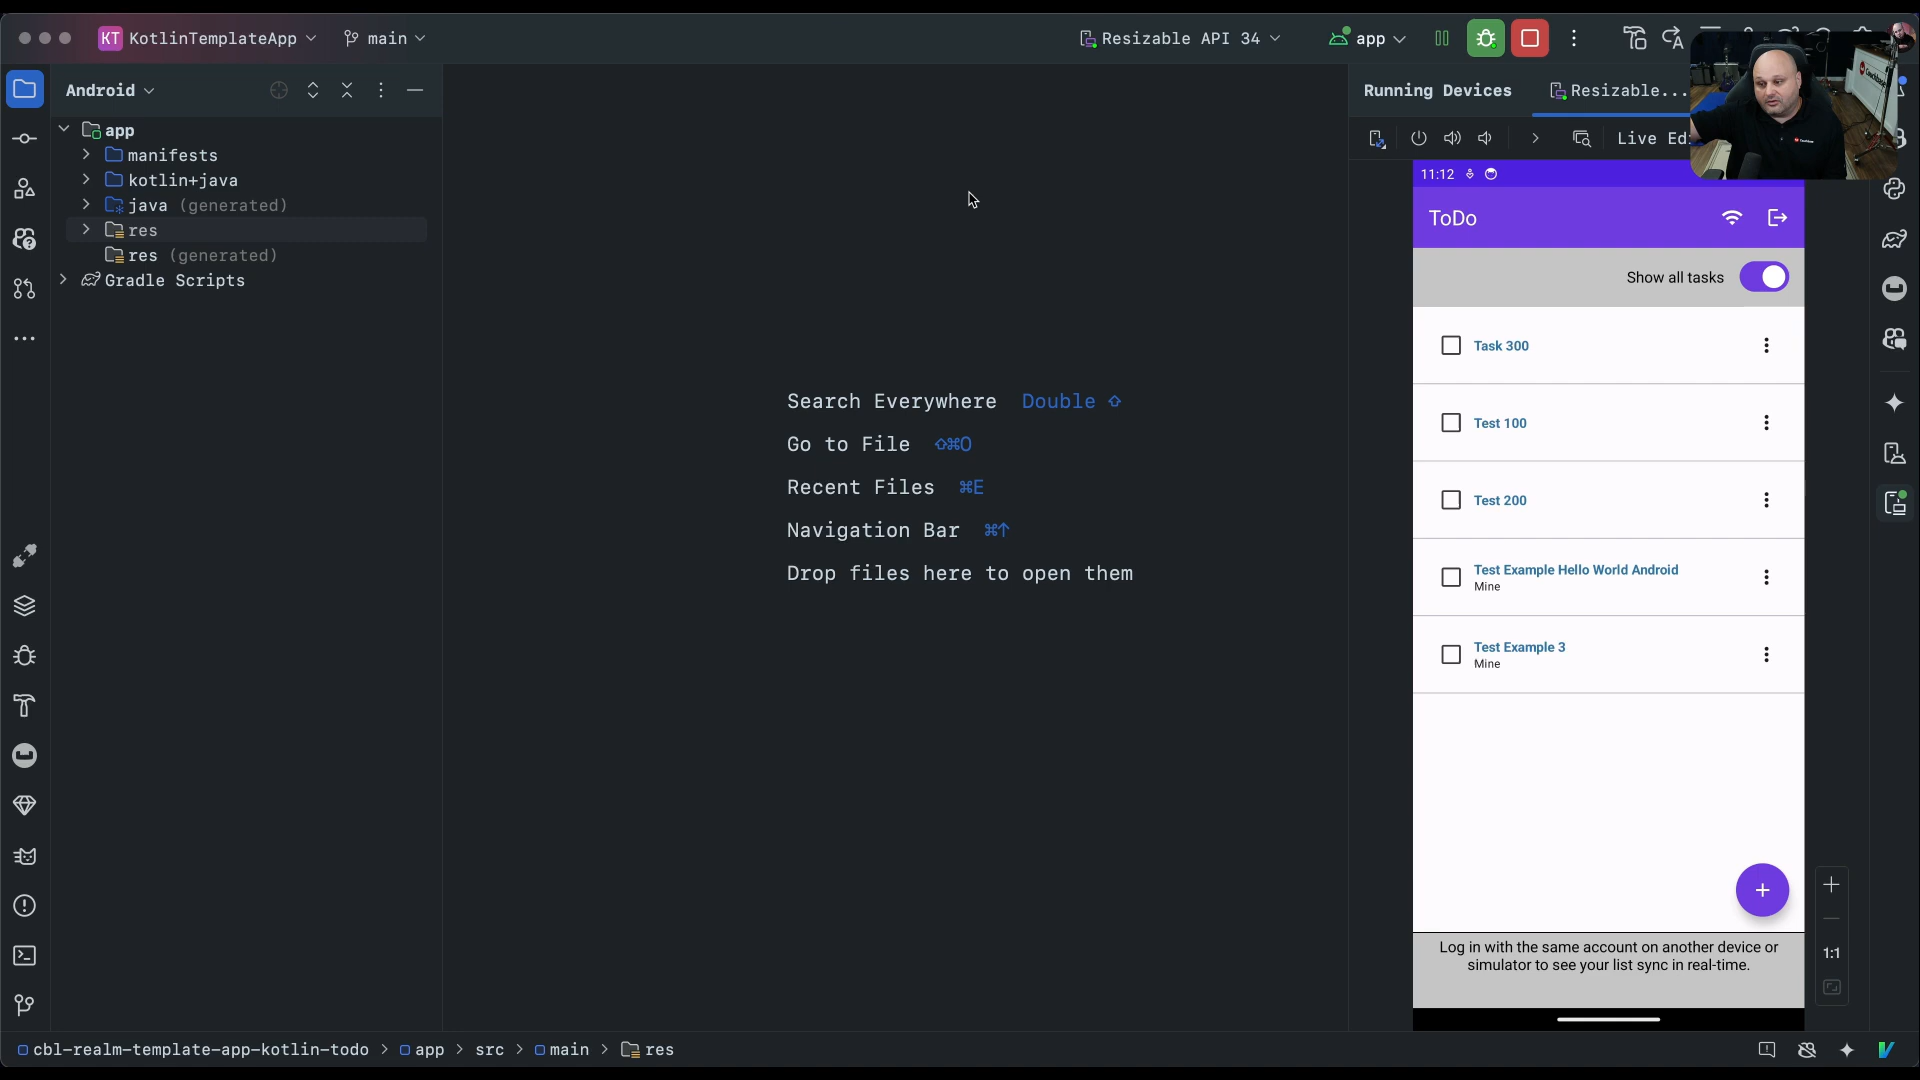 KT KotlinTemplateApp
main
Resizable API 34
app
Android
Running Devices
Resizable...
app
manifests
kotlin+java
java (generated)
res
res (generated)
Gradle Scripts
Search Everywhere Double ⇧
Go to File ⇧⌘O
Recent Files ⌘E
Navigation Bar ⌘↑
Drop files here to open them
11:12
ToDo
Show all tasks
Task 300
Test 100
Test 200
Test Example Hello World Android
Mine
Test Example 3
Mine
Log in with the same account on another device or
simulator to see your list sync in real-time.
1:1
cbl-realm-template-app-kotlin-todo > app > src > main > res